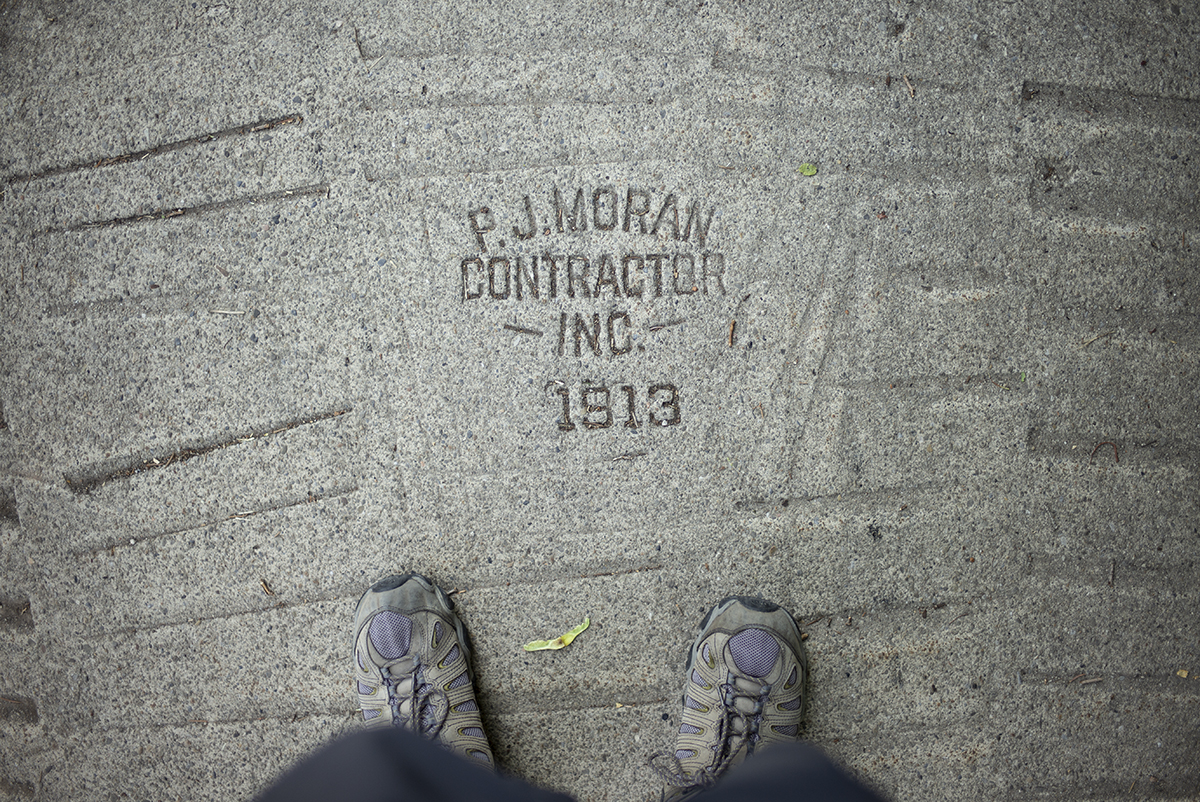 P.J.MORAN
CONTRACTOR
- INC. -
1913